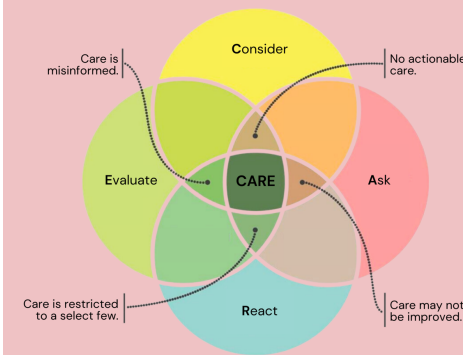 Consider
Care is
misinformed.
No actionable
care.
Evaluate
CARE
Ask
Care is restricted
to a select few.
React
Care may not
be improved.